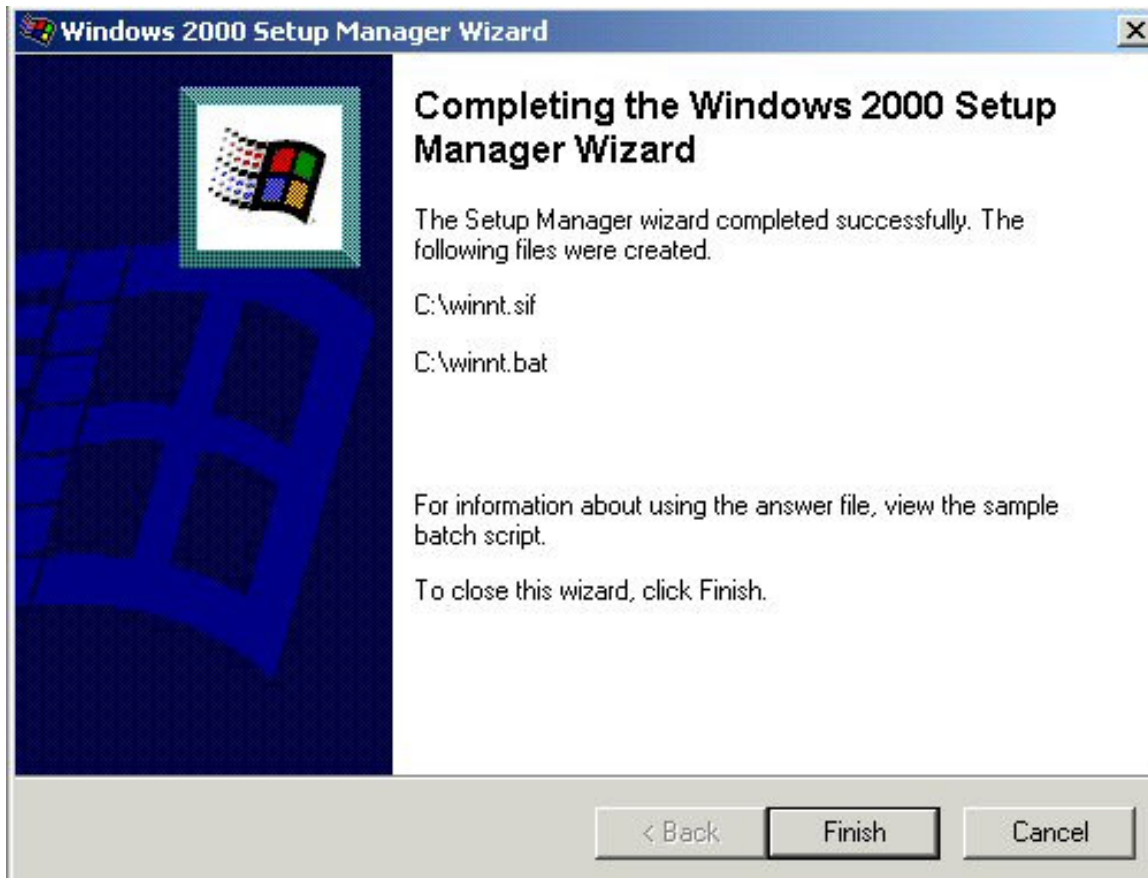 Windows 2000 Setup Manager Wizard
Completing the Windows 2000 Setup
Manager Wizard
The Setup Manager wizard completed successfully. The
following files were created.
C:\winnt.sif
C:\winnt.bat
For information about using the answer file, view the sample
batch script.
To close this wizard, click Finish.
< Back
Finish
Cancel